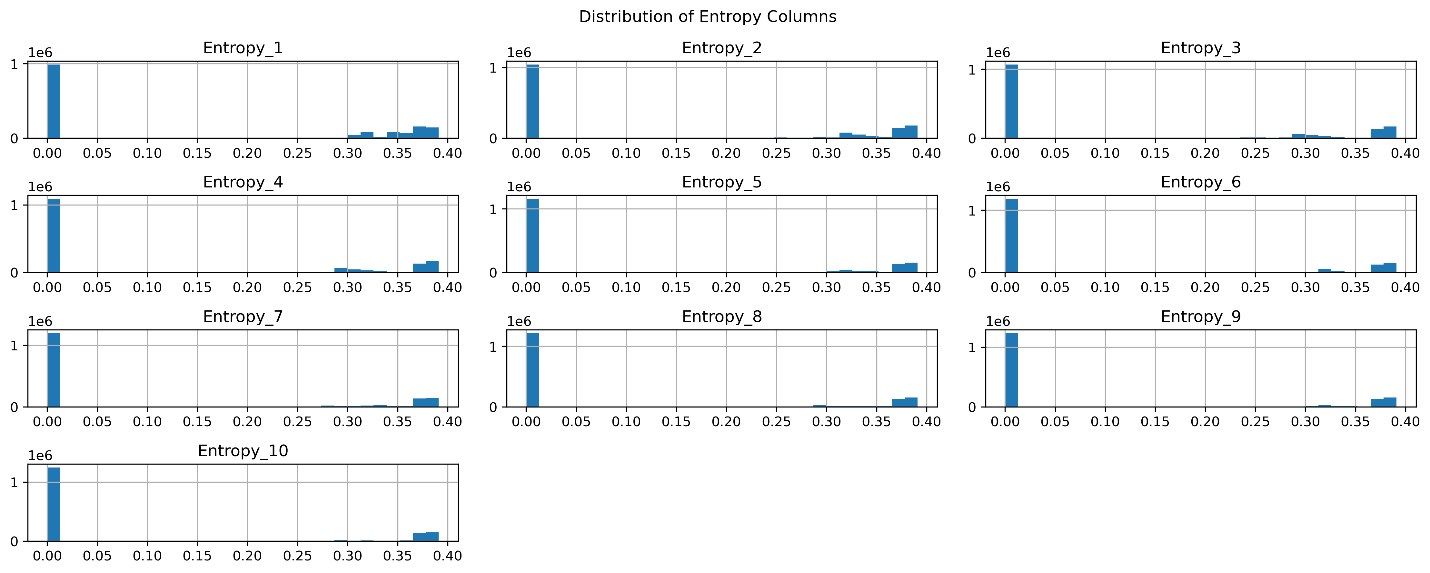 Distribution of Entropy Columns
Entropy_1 Entropy_2 Entropy_3
1e6 1e6 1e6
1 1 1
0 0 0
0.00 0.05 0.10 0.15 0.20 0.25 0.30 0.35 0.40 0.00 0.05 0.10 0.15 0.20 0.25 0.30 0.35 0.40 0.00 0.05 0.10 0.15 0.20 0.25 0.30 0.35 0.40
Entropy_4 Entropy_5 Entropy_6
1e6 1e6 1e6
1 1 1
0 0 0
0.00 0.05 0.10 0.15 0.20 0.25 0.30 0.35 0.40 0.00 0.05 0.10 0.15 0.20 0.25 0.30 0.35 0.40 0.00 0.05 0.10 0.15 0.20 0.25 0.30 0.35 0.40
Entropy_7 Entropy_8 Entropy_9
1e6 1e6 1e6
1 1 1
0 0 0
0.00 0.05 0.10 0.15 0.20 0.25 0.30 0.35 0.40 0.00 0.05 0.10 0.15 0.20 0.25 0.30 0.35 0.40 0.00 0.05 0.10 0.15 0.20 0.25 0.30 0.35 0.40
Entropy_10
1e6
1
0
0.00 0.05 0.10 0.15 0.20 0.25 0.30 0.35 0.40